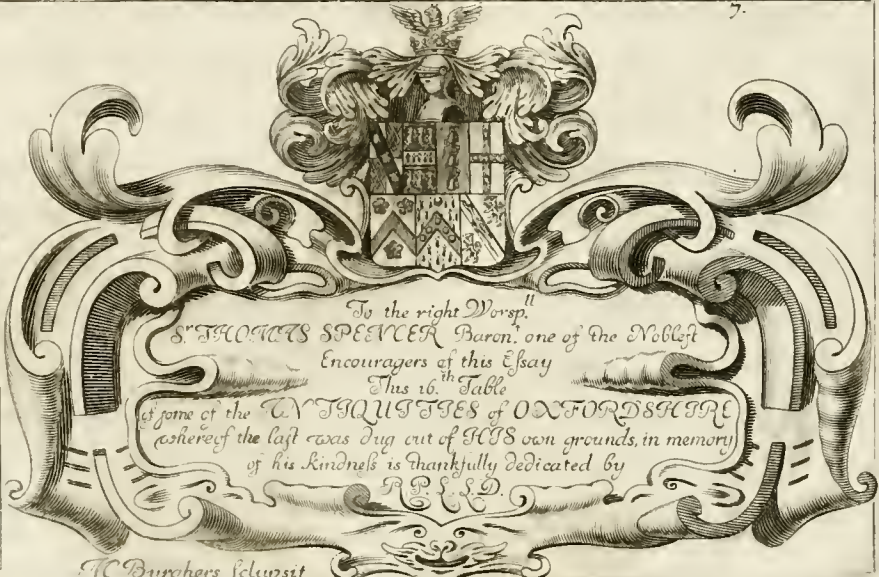 7.
To the right Worsp.ll
Sr. THOMAS SPENCER Baron.t one of the Noblest
Encouragers of this Essay
This 16.th Table
of some of the ANTIQUITIES of OXFORDSHIRE
whereof the last was dug out of HIS own grounds, in memory
of his kindness is thankfully dedicated by
R.P.L.L.D.
M Burghers sculpsit